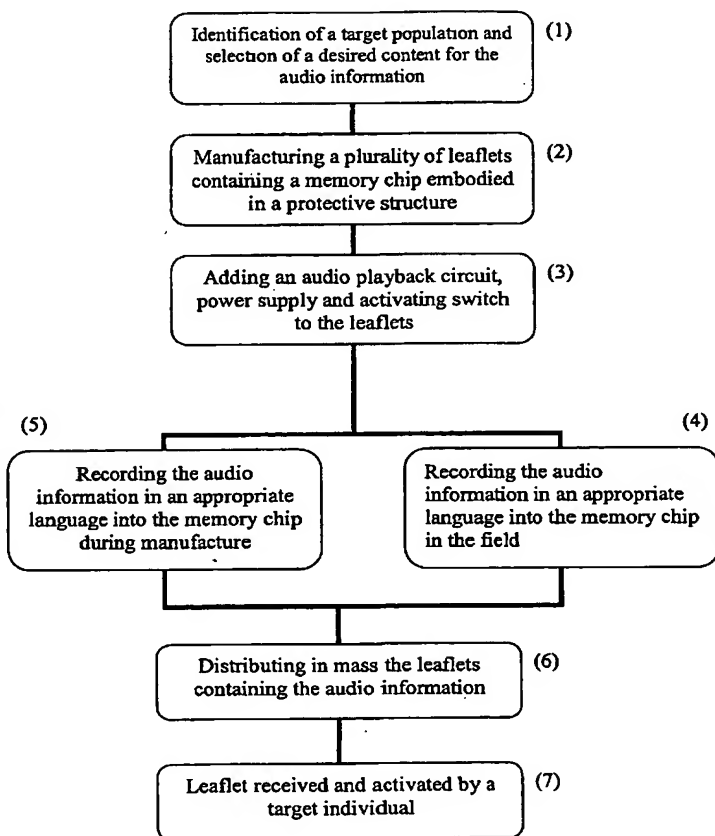 Identification of a target population and
selection of a desired content for the
audio information
(1)
Manufacturing a plurality of leaflets
containing a memory chip embodied
in a protective structure
(2)
Adding an audio playback circuit,
power supply and activating switch
to the leaflets
(3)
(5)
Recording the audio
information in an appropriate
language into the memory chip
during manufacture
(4)
Recording the audio
information in an appropriate
language into the memory chip
in the field
Distributing in mass the leaflets
containing the audio information
(6)
Leaflet received and activated by a
target individual
(7)